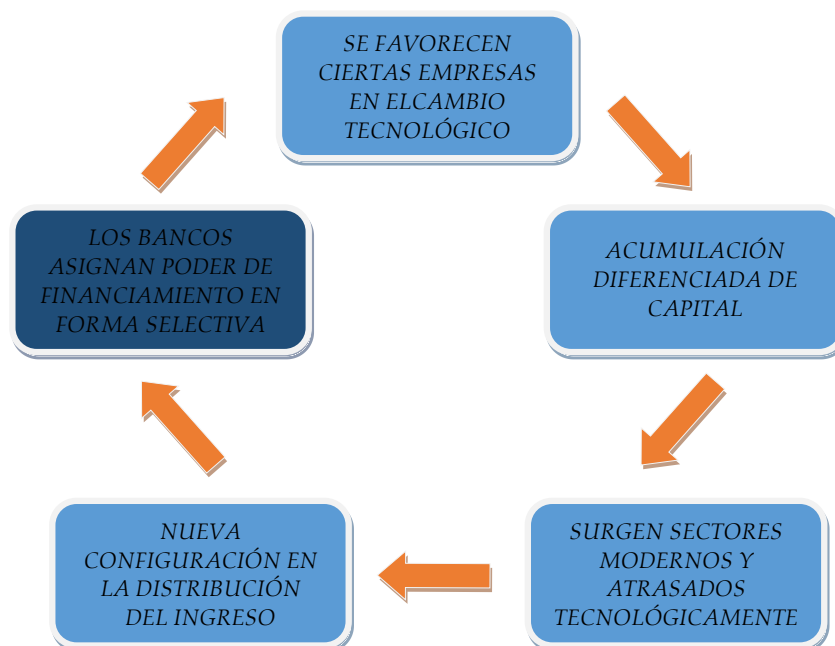 SE FAVORECEN
CIERTAS EMPRESAS
EN ELCAMBIO
TECNOLÓGICO
ACUMULACIÓN
DIFERENCIADA DE
CAPITAL
SURGEN SECTORES
MODERNOS Y
ATRASADOS
TECNOLÓGICAMENTE
NUEVA
CONFIGURACIÓN EN
LA DISTRIBUCIÓN
DEL INGRESO
LOS BANCOS
ASIGNAN PODER DE
FINANCIAMIENTO EN
FORMA SELECTIVA